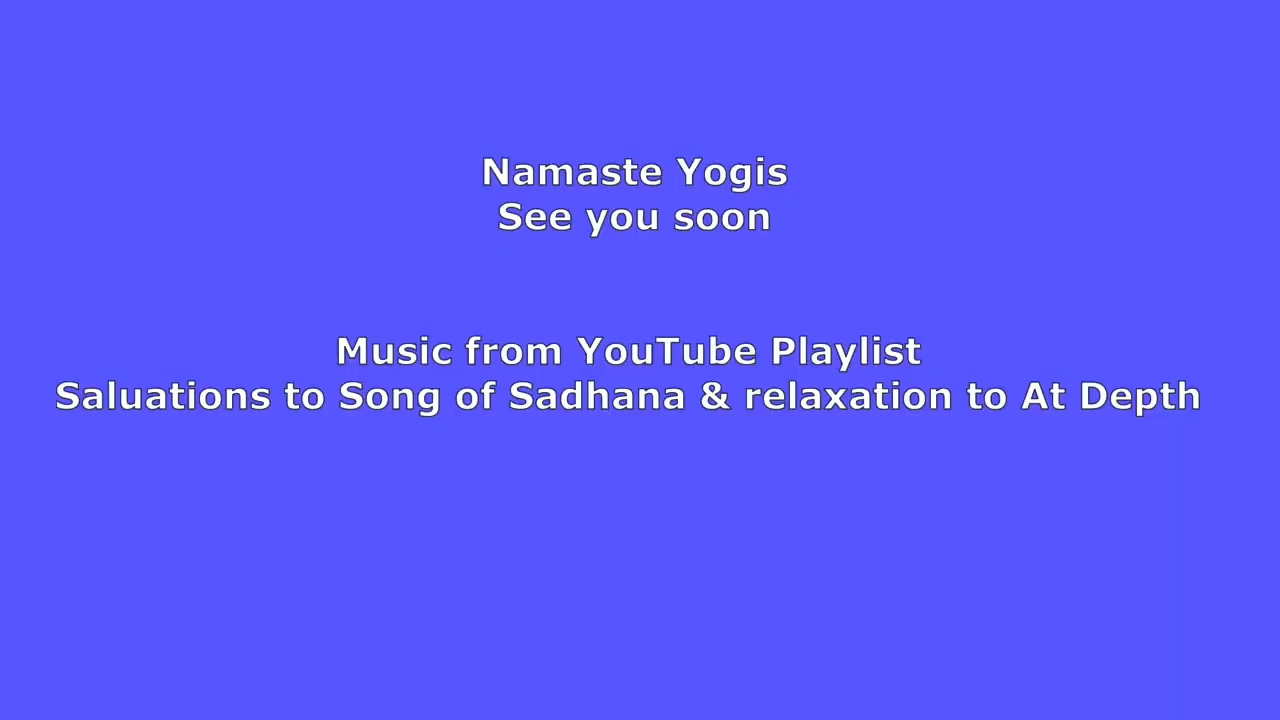 Namaste Yogis
See you soon
Music from YouTube Playlist
Saluations to Song of Sadhana & relaxation to At Depth